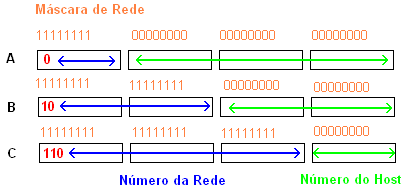 Máscara de Rede
11111111 00000000 00000000 00000000
A 0
11111111 11111111 00000000 00000000
B 10
11111111 11111111 11111111 00000000
C 110
Número da Rede Número do Host